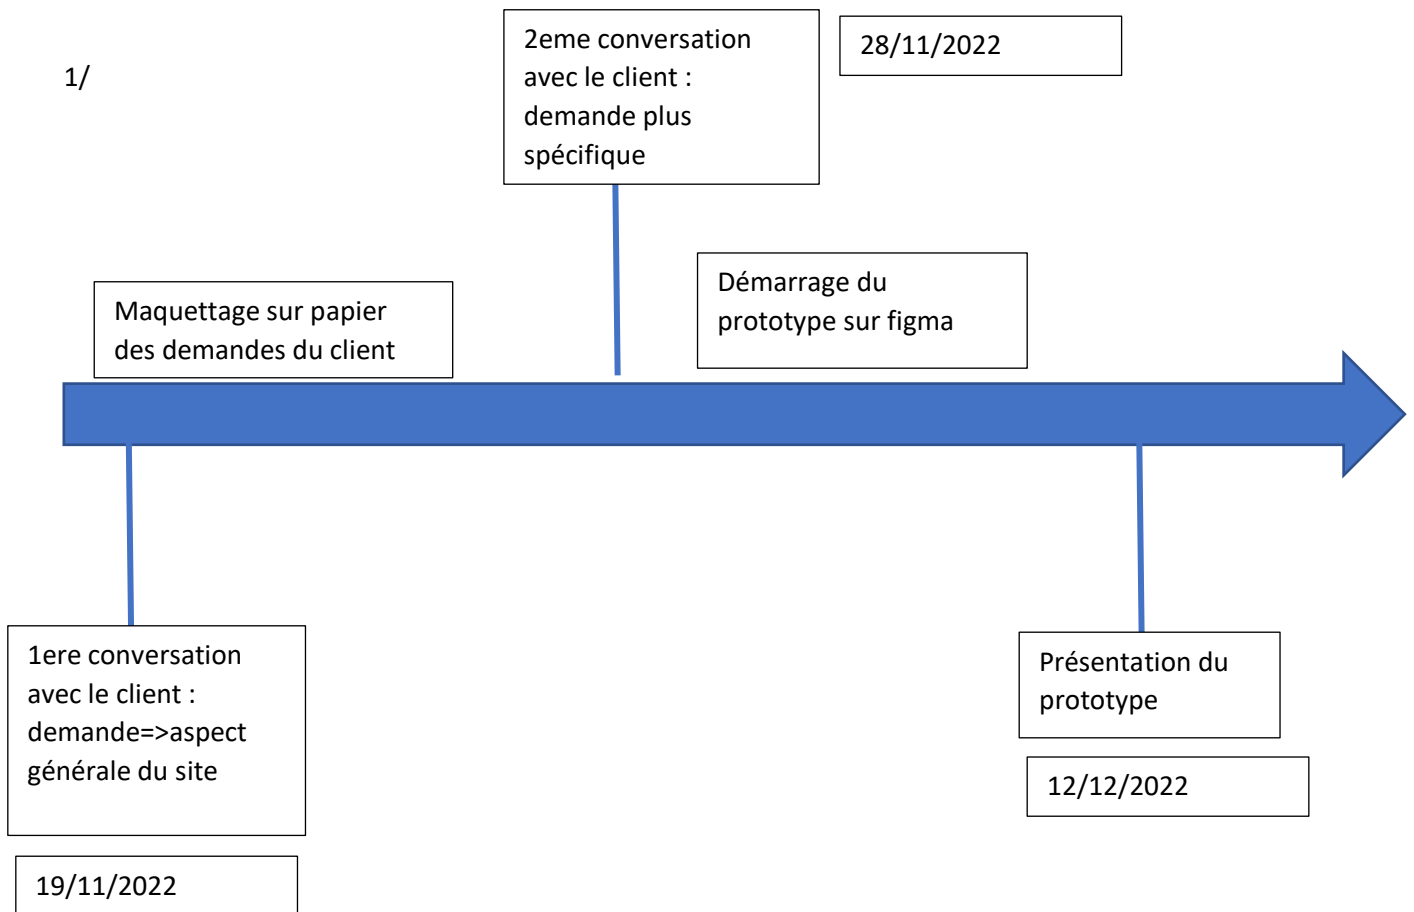 1/
2eme conversation
avec le client :
demande plus
spécifique
28/11/2022
Maquettage sur papier
des demandes du client
Démarrage du
prototype sur figma
1ere conversation
avec le client :
demande=>aspect
générale du site
19/11/2022
Présentation du
prototype
12/12/2022